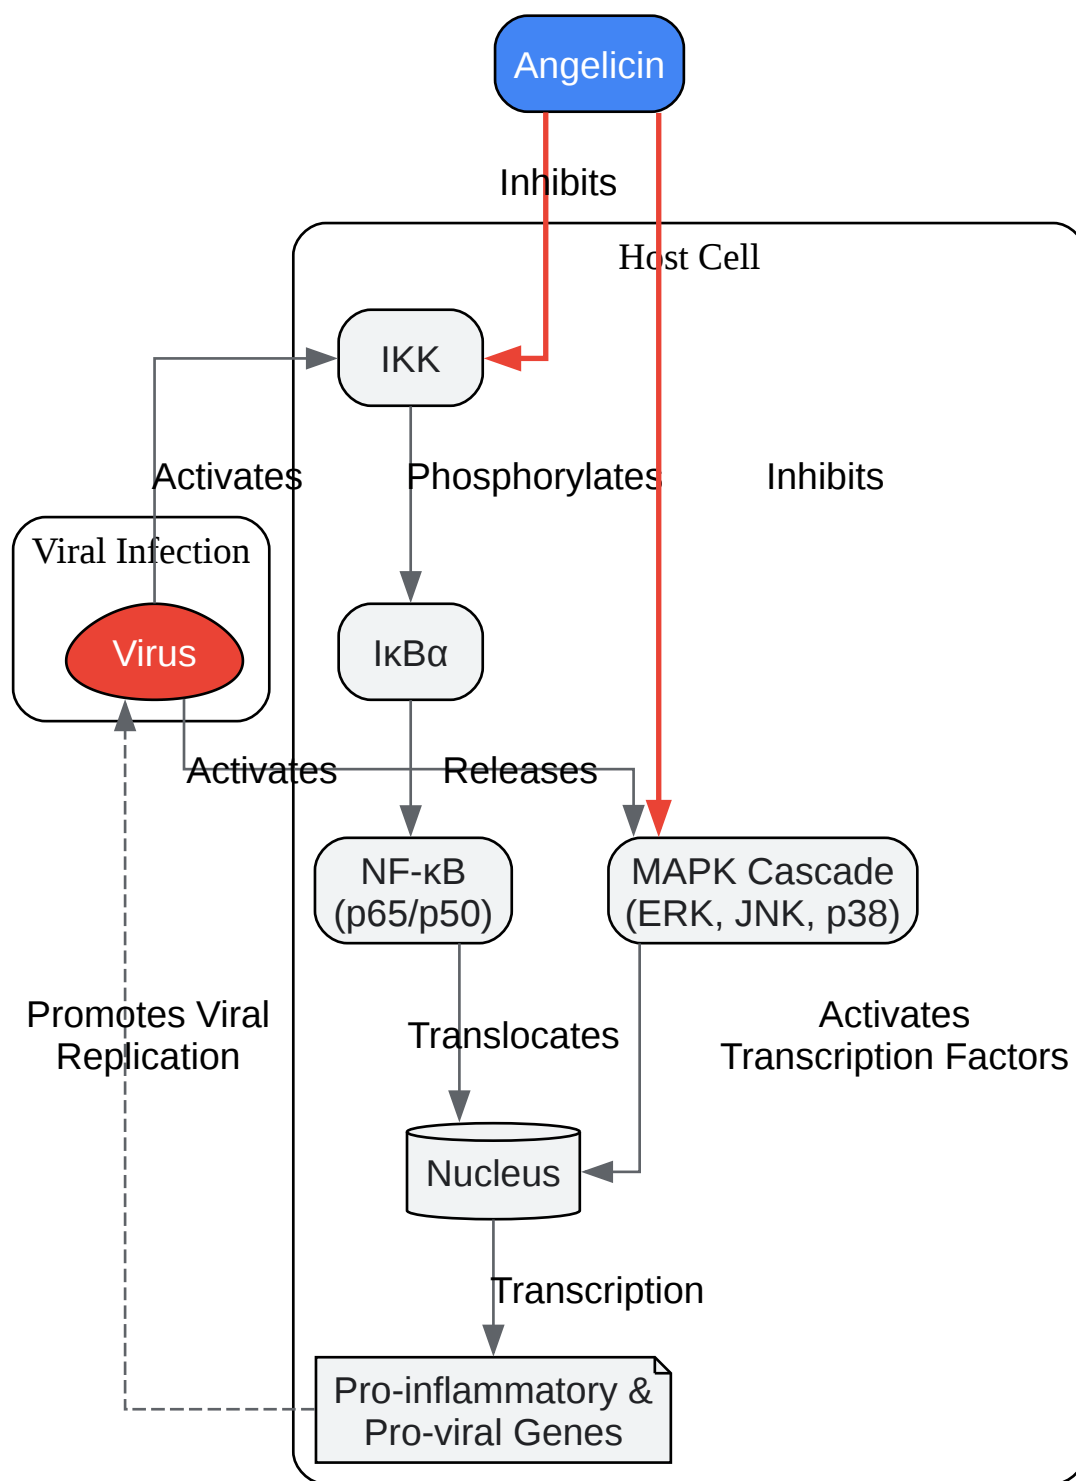 Angelicin
Inhibits
Host Cell
IKK
Activates
Phosphorylates
Inhibits
Viral Infection
Virus
IκBα
Activates
Releases
NF-κB
(p65/p50)
MAPK Cascade
(ERK, JNK, p38)
Promotes Viral
Replication
Translocates
Activates
Transcription Factors
Nucleus
Transcription
Pro-inflammatory &
Pro-viral Genes